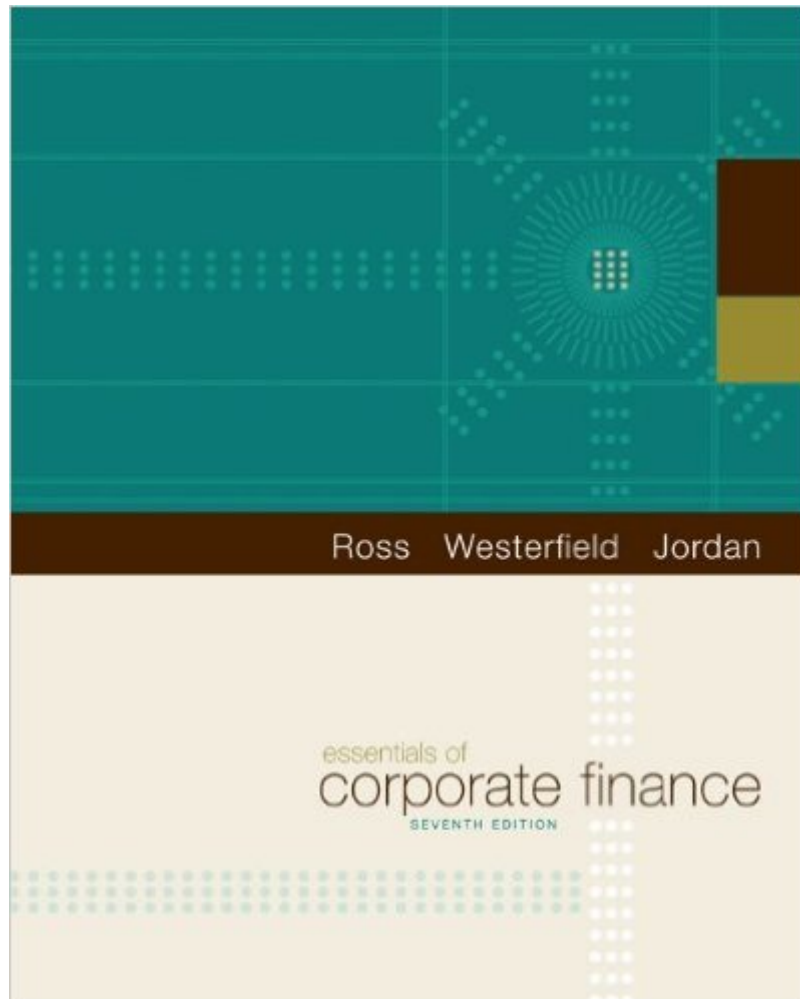 Ross Westerfield Jordan
essentials of
corporate finance
SEVENTH EDITION